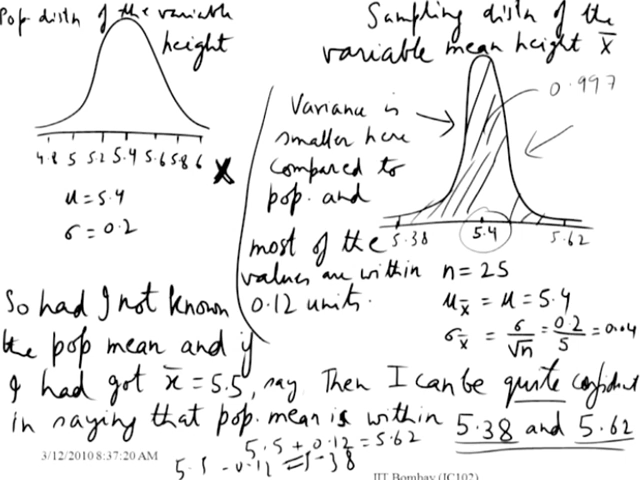 Pop distn of the variable
height
4.8 5 5.2 5.4 5.6 5.8 6 X
μ = 5.4
σ = 0.2
Sampling distn of the
variable mean height x̄
0.997
Variance is
smaller here
compared to
pop. and
most of the
values are within
0.12 units.
5.38 5.4 5.62
n = 25
μx̄ = μ = 5.4
σx̄ = σ/√n = 0.2/5 = 0.04
So had I not known
the pop mean and if
I had got x̄ = 5.5, say. Then I can be quite confident
in saying that pop. mean is within 5.38 and 5.62
5.5 + 0.12 = 5.62
5.5 - 0.12 = 5.38
3/12/2010 8:37:20 AM
IIT Bombay (IC102)